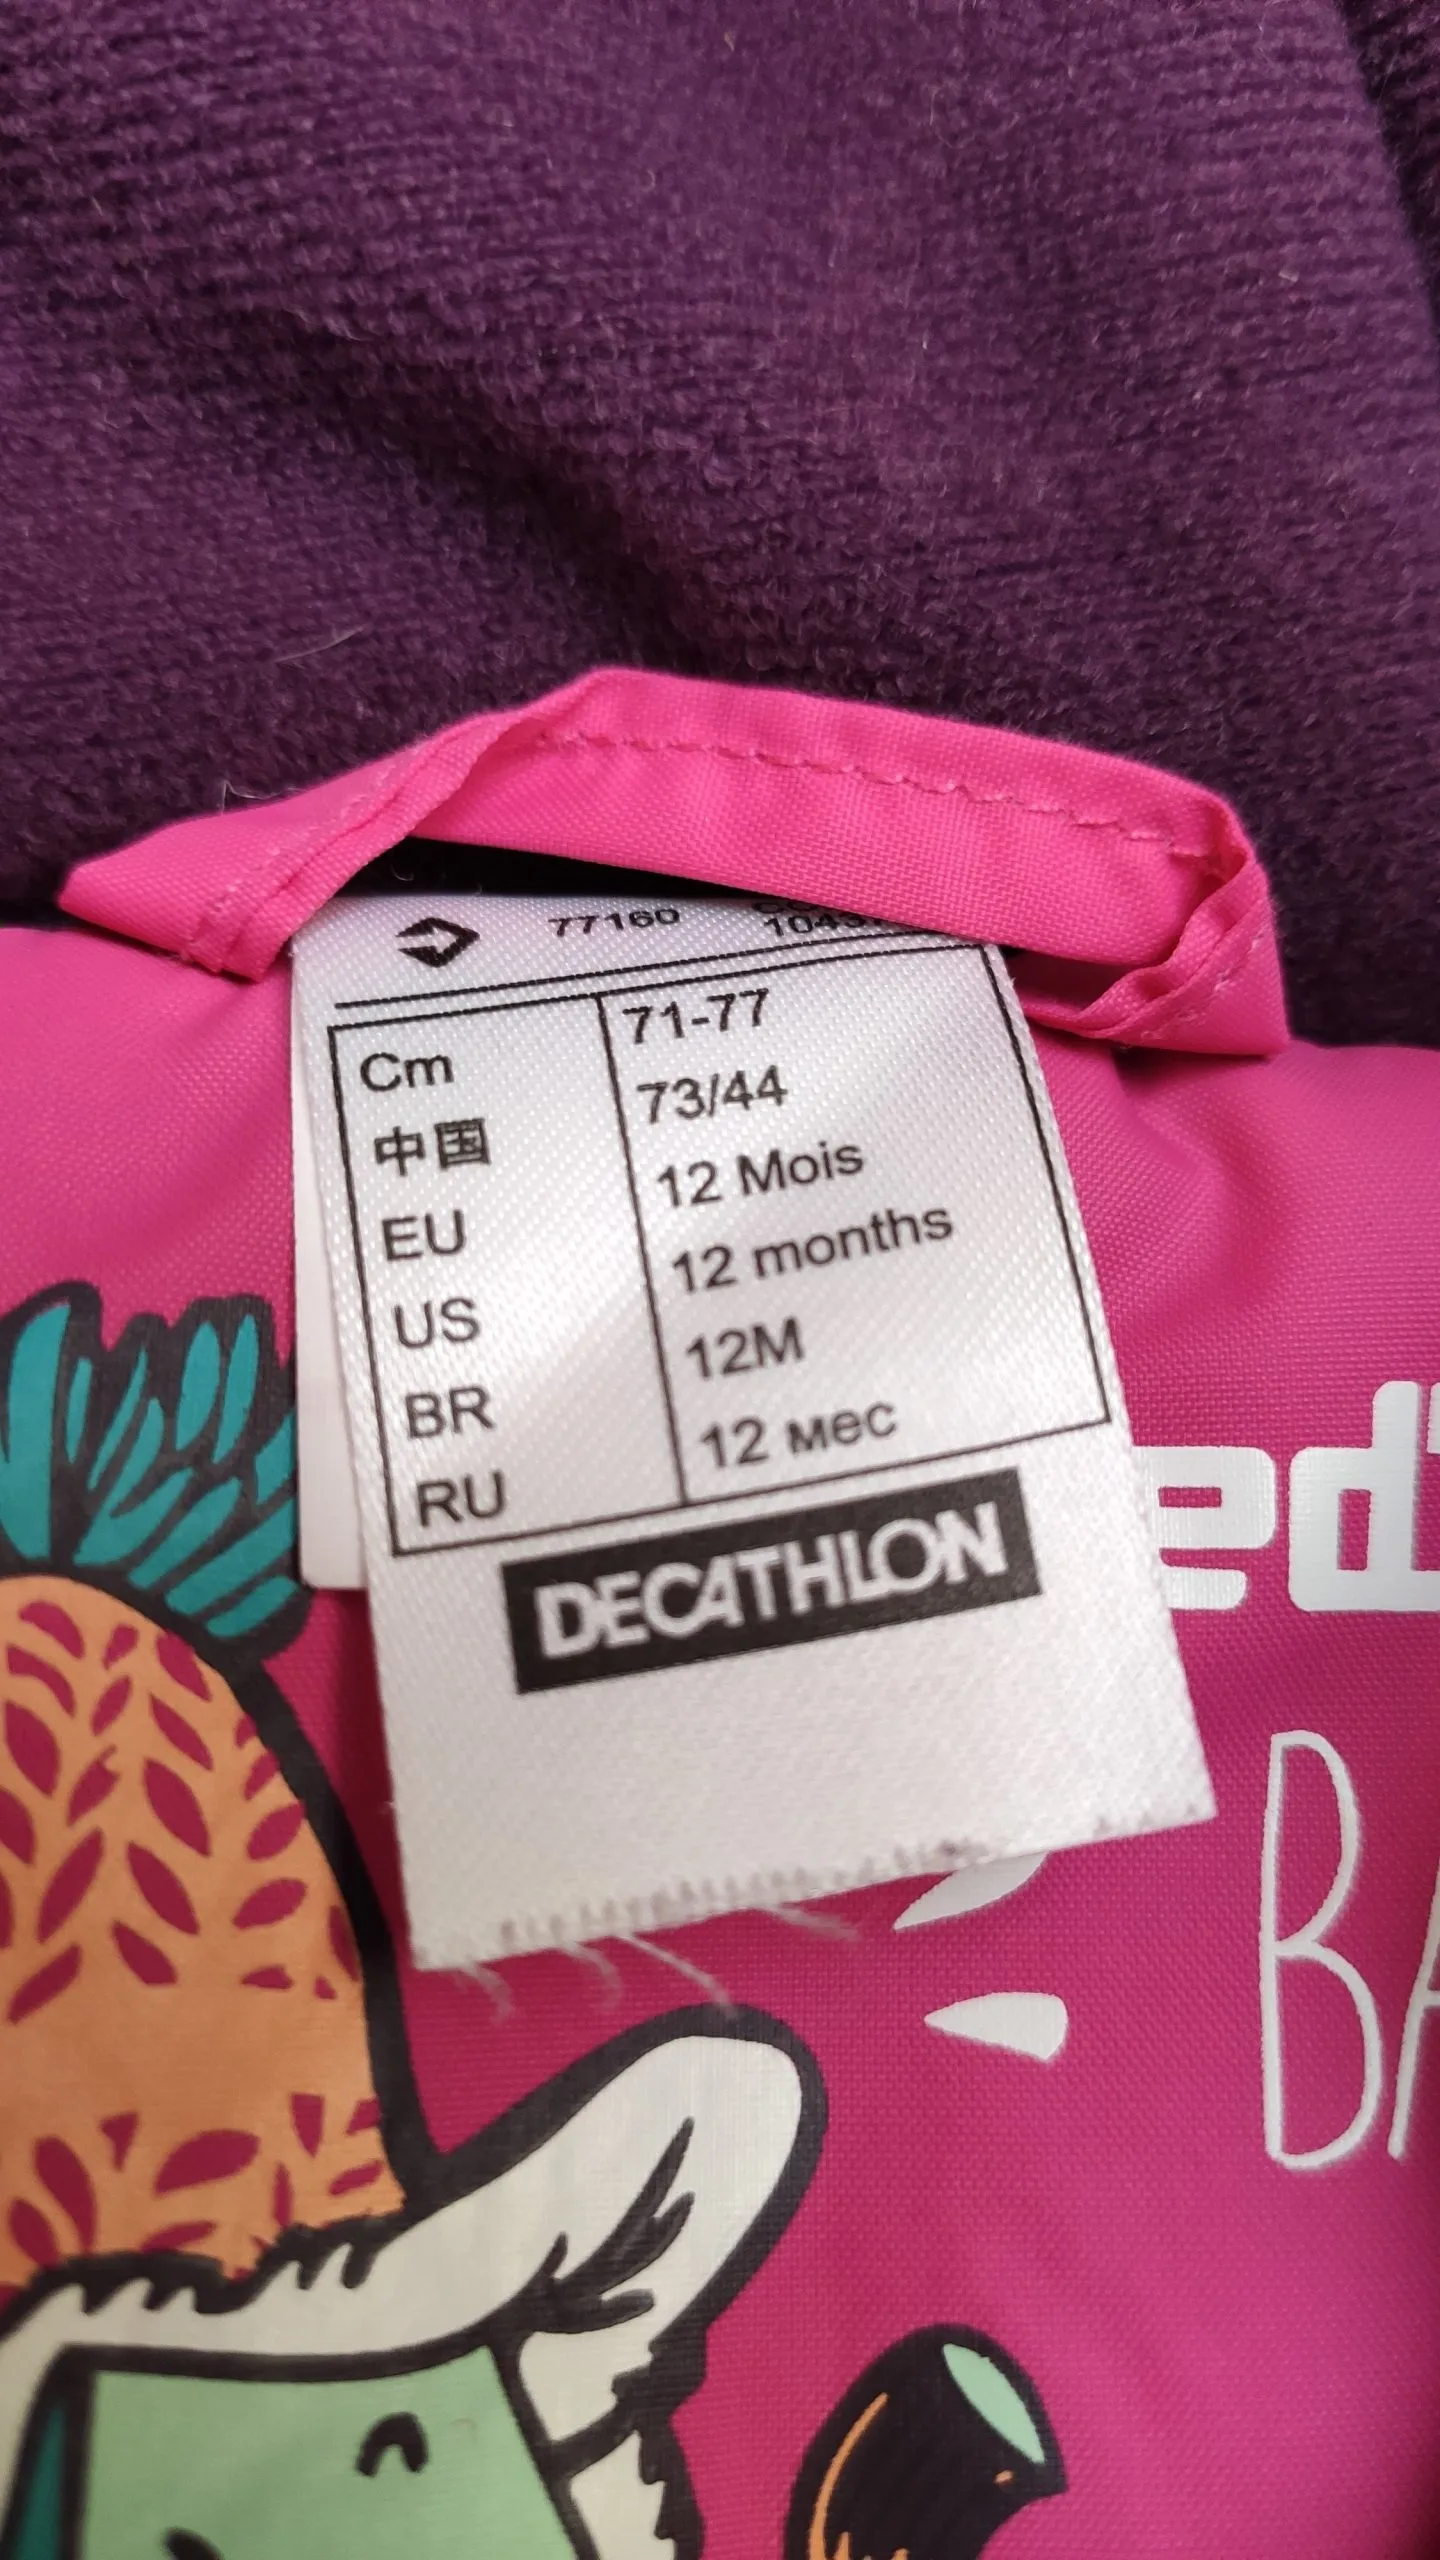 77160
Cm 71-77
中国 73/44
EU 12 Mois
US 12 months
BR 12M
RU 12 мес
DECATHLON